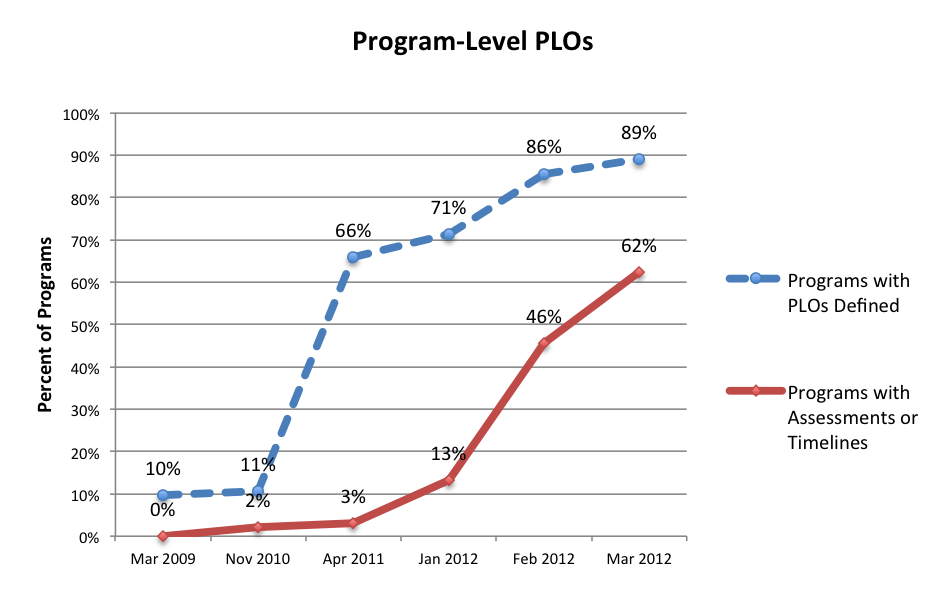 Program-Level PLOs
Percent of Programs
100%
90%
80%
70%
60%
50%
40%
30%
20%
10%
0%
10%
11%
66%
71%
86%
89%
0%
2%
3%
13%
46%
62%
Mar 2009
Nov 2010
Apr 2011
Jan 2012
Feb 2012
Mar 2012
Programs with
PLOs Defined
Programs with
Assessments or
Timelines